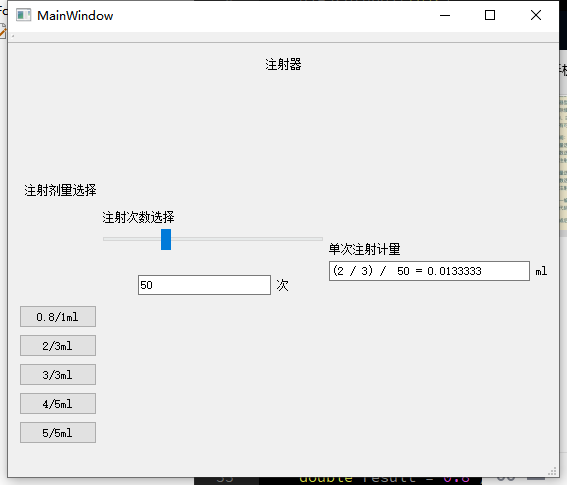 MainWindow
注射器
注射剂量选择
注射次数选择
单次注射计量
(2 / 3) /  50 = 0.0133333 ml
50 次
0.8/1ml
2/3ml
3/3ml
4/5ml
5/5ml
double result = 0.8